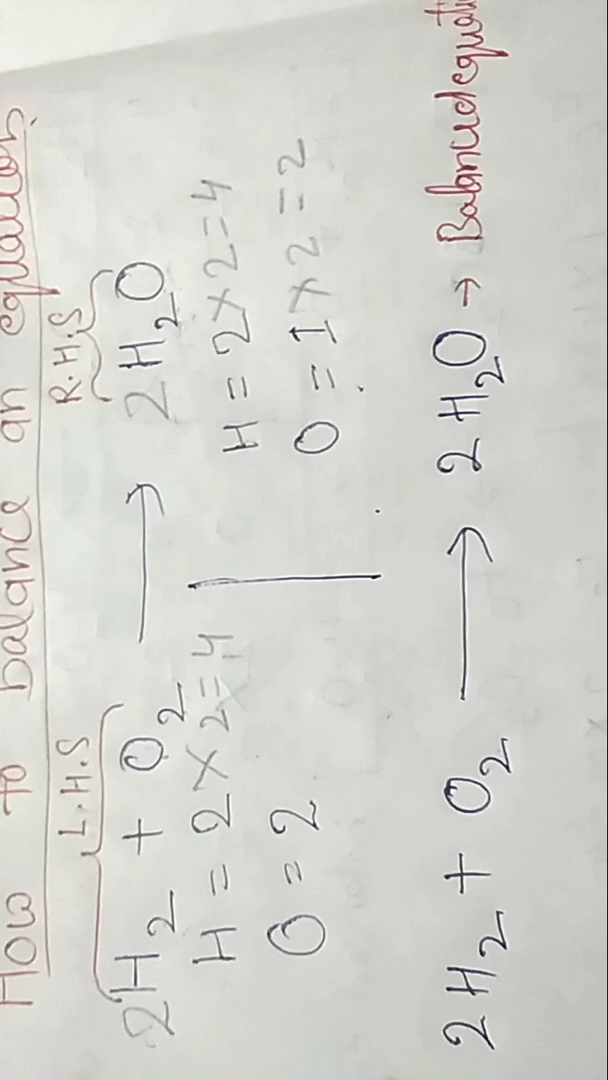 How to balance an equation
L.H.S R.H.S
2H₂ + O₂ → 2H₂O
H = 2×2=4 H = 2×2=4
O = 2 O = 1×2=2
2H₂ + O₂ → 2H₂O → Balanced